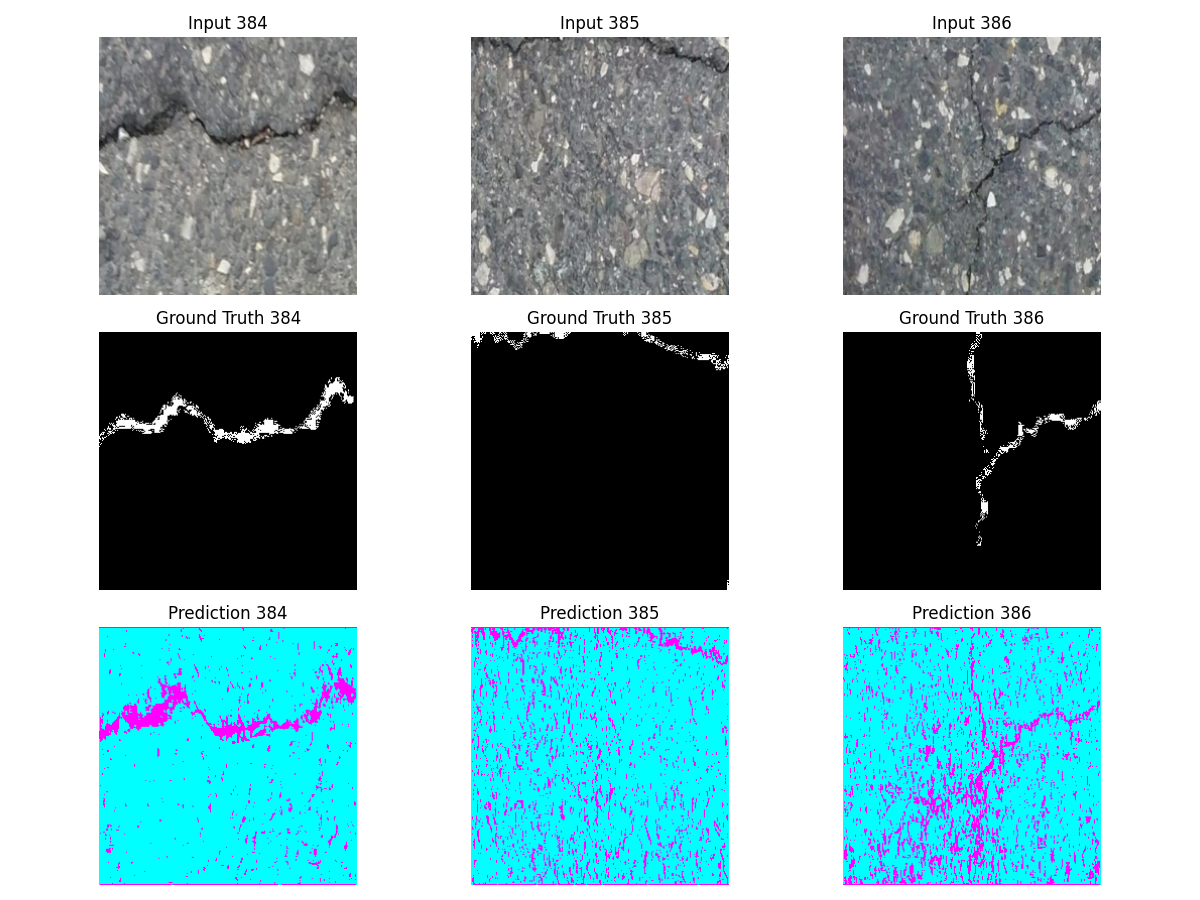 Input 384
Input 385
Input 386
Ground Truth 384
Ground Truth 385
Ground Truth 386
Prediction 384
Prediction 385
Prediction 386